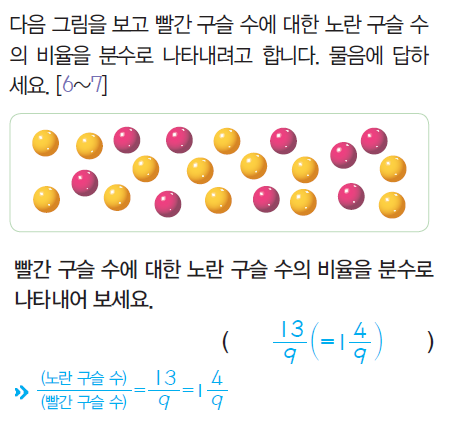 다음 그림을 보고 빨간 구슬 수에 대한 노란 구슬 수
의 비율을 분수로 나타내려고 합니다. 물음에 답하
세요. [6~7]
빨간 구슬 수에 대한 노란 구슬 수의 비율을 분수로
나타내어 보세요.
( 13/9 (=1 4/9) )
» (노란 구슬 수)/(빨간 구슬 수) = 13/9 = 1 4/9